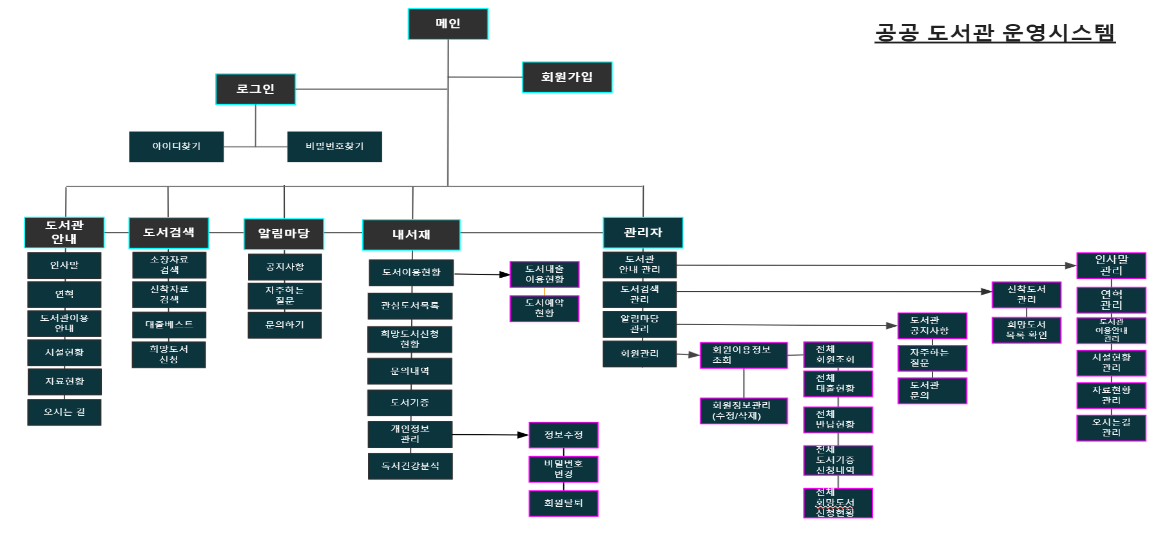 메인
공공 도서관 운영시스템
회원가입
로그인
아이디찾기
비밀번호찾기
도서관
안내
인사말
연혁
도서관이용
안내
시설현황
자료현황
오시는 길
도서검색
소장자료
검색
신착자료
검색
대출베스트
희망도서
신청
알림마당
공지사항
자주하는
질문
문의하기
내서재
도서이용현황
관심도서목록
희망도서신청
현황
문의내역
도서기증
개인정보
관리
독서건강분석
도서대출
이용현황
도서예약
현황
정보수정
비밀번호
변경
회원탈퇴
관리자
도서관
안내 관리
도서검색
관리
알림마당
관리
회원관리
회원이용정보
조회
회원정보관리
(수정/삭제)
전체
회원조회
전체
대출현황
전체
반납현황
전체
도서기증
신청내역
전체
희망도서
신청현황
도서관
공지사항
자주하는
질문
도서관
문의
신착도서
관리
희망도서
목록 확인
인사말
관리
연혁
관리
도서관
이용안내
관리
시설현황
관리
자료현황
관리
오시는길
관리